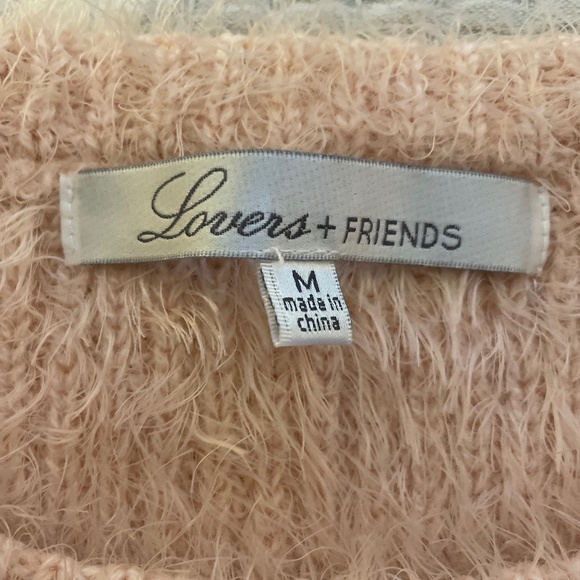 Lovers + FRIENDS
M
made in
china